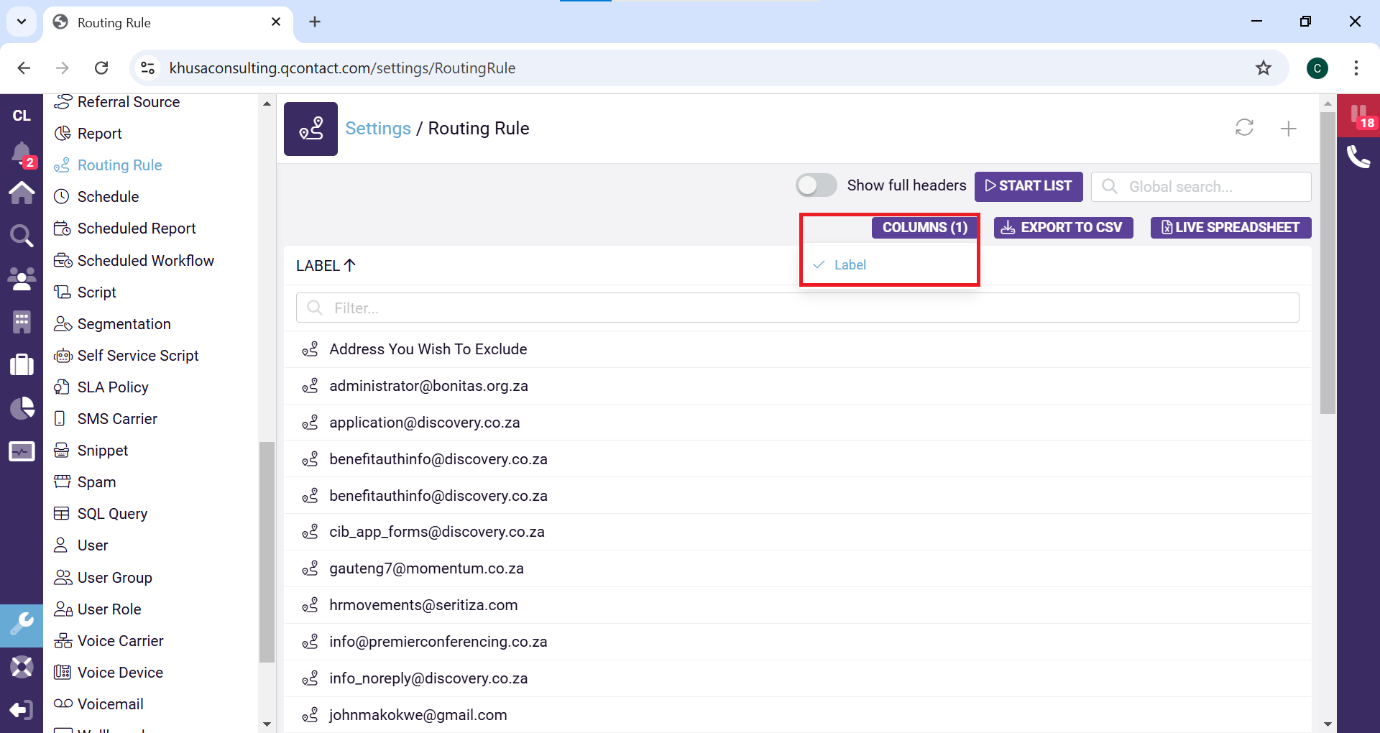 Routing Rule
khusaconsulting.qcontact.com/settings/RoutingRule
C
CL
2
Referral Source
Report
Routing Rule
Schedule
Scheduled Report
Scheduled Workflow
Script
Segmentation
Self Service Script
SLA Policy
SMS Carrier
Snippet
Spam
SQL Query
User
User Group
User Role
Voice Carrier
Voice Device
Voicemail
Settings / Routing Rule
18
Show full headers
START LIST
Global search...
COLUMNS (1)
EXPORT TO CSV
LIVE SPREADSHEET
Label
LABEL
Filter...
Address You Wish To Exclude
administrator@bonitas.org.za
application@discovery.co.za
benefitauthinfo@discovery.co.za
benefitauthinfo@discovery.co.za
cib_app_forms@discovery.co.za
gauteng7@momentum.co.za
hrmovements@seritiza.com
info@premierconferencing.co.za
info_noreply@discovery.co.za
johnmakokwe@gmail.com